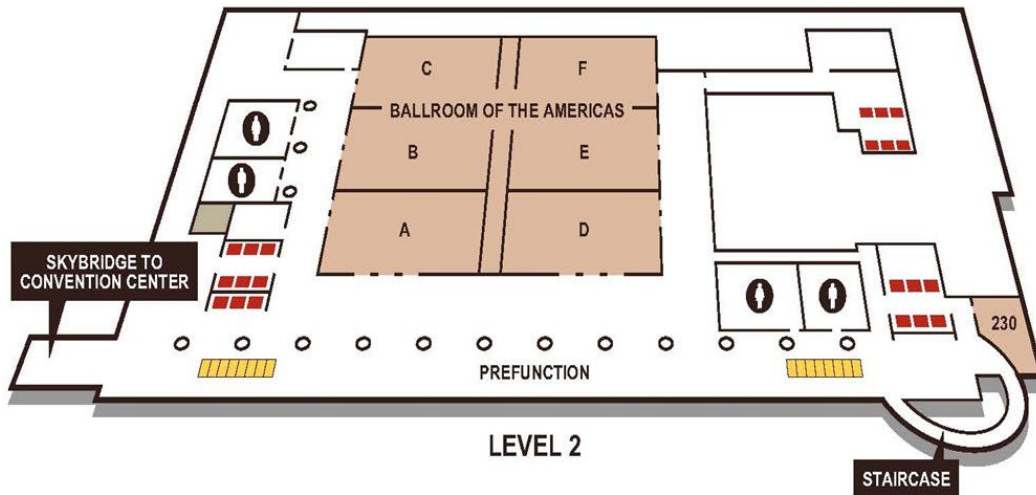 C
F
BALLROOM OF THE AMERICAS
B
E
A
D
SKYBRIDGE TO
CONVENTION CENTER
230
PREFUNCTION
LEVEL 2
STAIRCASE